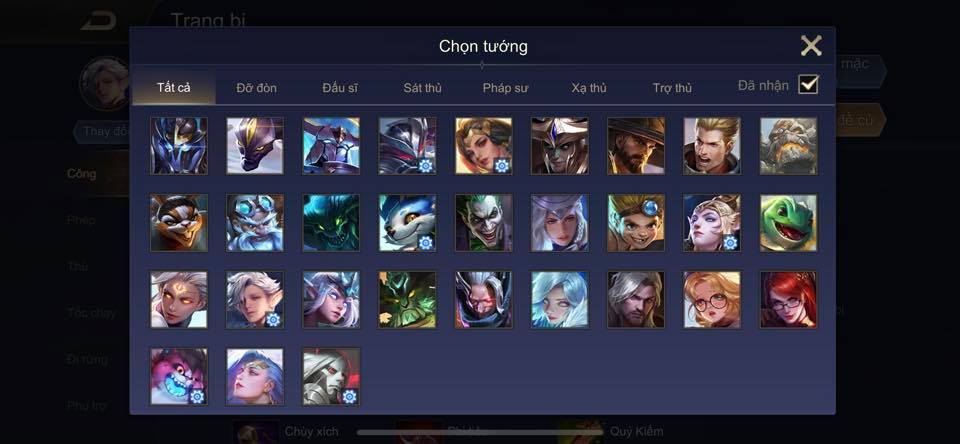 Trang bị
Chọn tướng
mặc
Tất cả
Đỡ đòn
Đấu sĩ
Sát thủ
Pháp sư
Xạ thủ
Trợ thủ
Đã nhận
Thay đổi
đề cử
Công
Phép
Thủ
Tốc chạy
Đi rừng
Phụ trợ
Chùy xích
Quỷ Kiếm